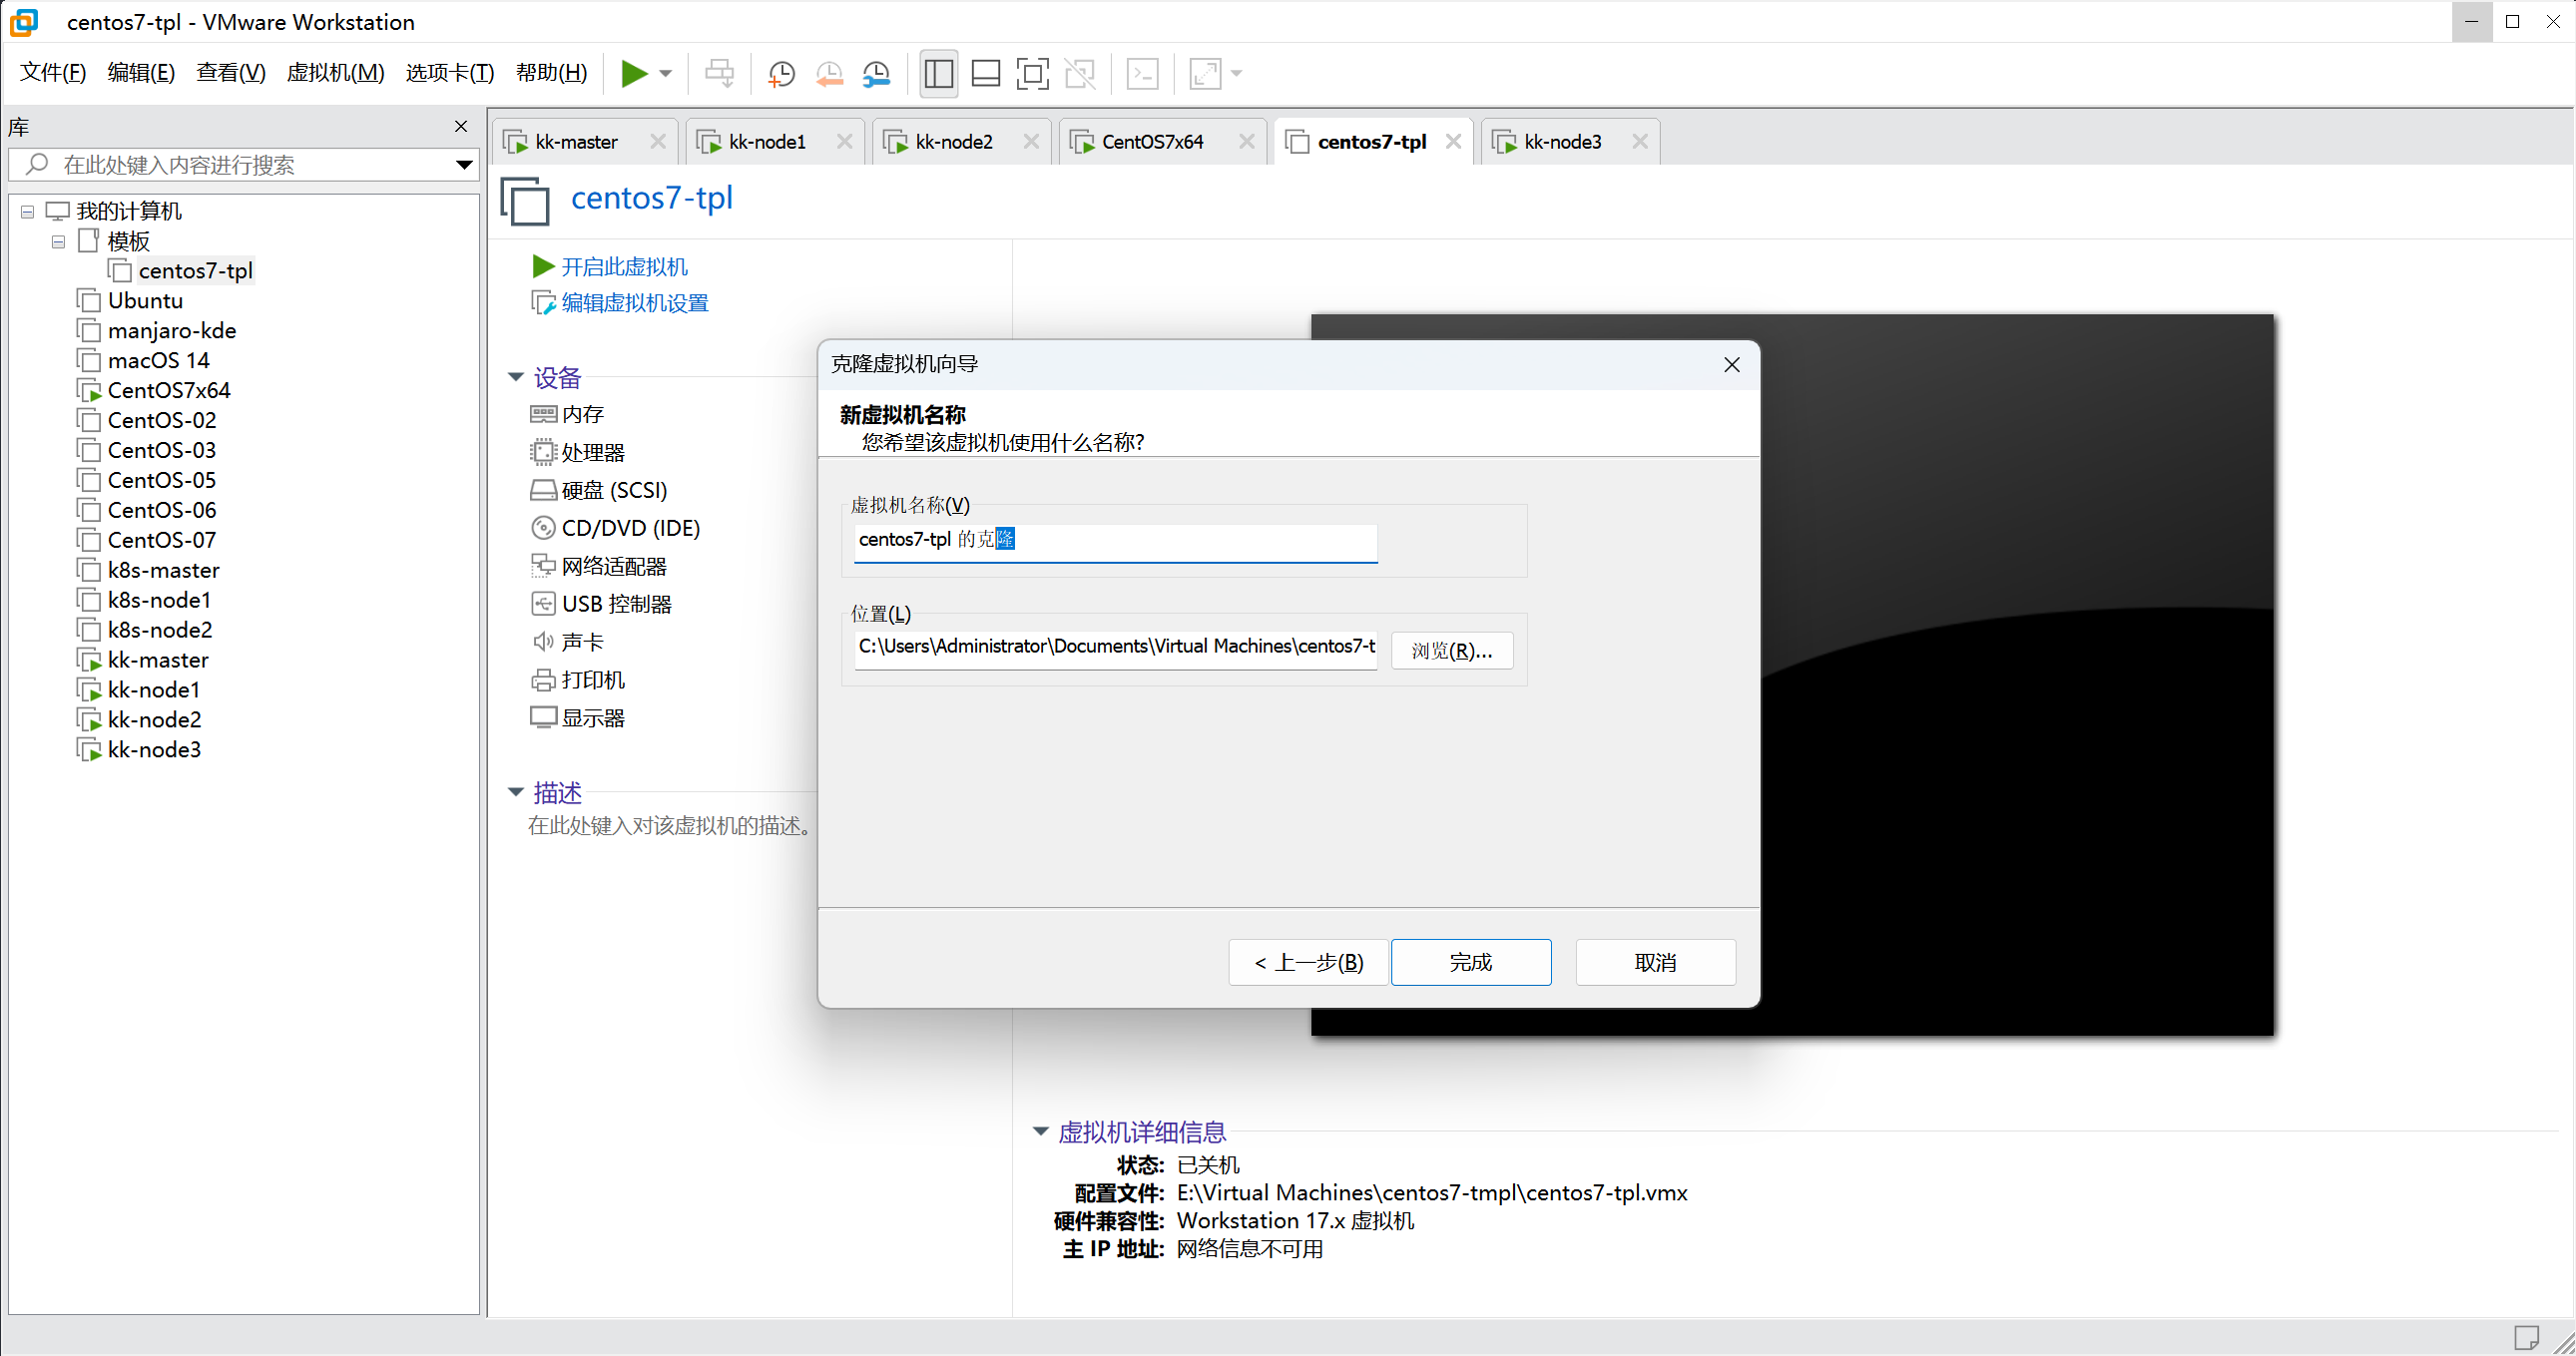 centos7-tpl - VMware Workstation
文件(F) 编辑(E) 查看(V) 虚拟机(M) 选项卡(T) 帮助(H)
库
在此处键入内容进行搜索
我的计算机
模板
centos7-tpl
Ubuntu
manjaro-kde
macOS 14
CentOS7x64
CentOS-02
CentOS-03
CentOS-05
CentOS-06
CentOS-07
k8s-master
k8s-node1
k8s-node2
kk-master
kk-node1
kk-node2
kk-node3
kk-master kk-node1 kk-node2 CentOS7x64 centos7-tpl kk-node3
centos7-tpl
开启此虚拟机
编辑虚拟机设置
设备
内存
处理器
硬盘 (SCSI)
CD/DVD (IDE)
网络适配器
USB 控制器
声卡
打印机
显示器
描述
在此处键入对该虚拟机的描述。
克隆虚拟机向导
新虚拟机名称
您希望该虚拟机使用什么名称?
虚拟机名称(V)
centos7-tpl 的克隆
位置(L)
C:\Users\Administrator\Documents\Virtual Machines\centos7-t
浏览(R)...
< 上一步(B) 完成 取消
虚拟机详细信息
状态: 已关机
配置文件: E:\Virtual Machines\centos7-tmpl\centos7-tpl.vmx
硬件兼容性: Workstation 17.x 虚拟机
主 IP 地址: 网络信息不可用